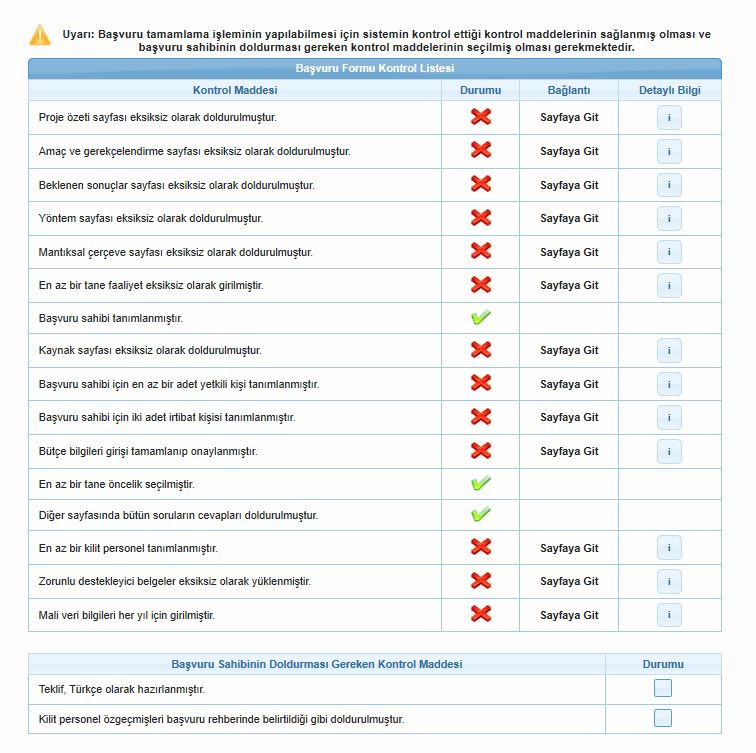 Uyarı: Başvuru tamamlama işleminin yapılabilmesi için sistemin kontrol ettiği kontrol maddelerinin sağlanmış olması ve
başvuru sahibinin doldurması gereken kontrol maddelerinin seçilmiş olması gerekmektedir.
Başvuru Formu Kontrol Listesi
Kontrol Maddesi Durumu Bağlantı Detaylı Bilgi
Proje özeti sayfası eksiksiz olarak doldurulmuştur. Sayfaya Git i
Amaç ve gerekçelendirme sayfası eksiksiz olarak doldurulmuştur. Sayfaya Git i
Beklenen sonuçlar sayfası eksiksiz olarak doldurulmuştur. Sayfaya Git i
Yöntem sayfası eksiksiz olarak doldurulmuştur. Sayfaya Git i
Mantıksal çerçeve sayfası eksiksiz olarak doldurulmuştur. Sayfaya Git i
En az bir tane faaliyet eksiksiz olarak girilmiştir. Sayfaya Git i
Başvuru sahibi tanımlanmıştır.
Kaynak sayfası eksiksiz olarak doldurulmuştur. Sayfaya Git i
Başvuru sahibi için en az bir adet yetkili kişi tanımlanmıştır. Sayfaya Git i
Başvuru sahibi için iki adet irtibat kişisi tanımlanmıştır. Sayfaya Git i
Bütçe bilgileri girişi tamamlanıp onaylanmıştır. Sayfaya Git i
En az bir tane öncelik seçilmiştir.
Diğer sayfasında bütün soruların cevapları doldurulmuştur.
En az bir kilit personel tanımlanmıştır. Sayfaya Git i
Zorunlu destekleyici belgeler eksiksiz olarak yüklenmiştir. Sayfaya Git i
Mali veri bilgileri her yıl için girilmiştir. Sayfaya Git i
Başvuru Sahibinin Doldurması Gereken Kontrol Maddesi Durumu
Teklif, Türkçe olarak hazırlanmıştır.
Kilit personel özgeçmişleri başvuru rehberinde belirtildiği gibi doldurulmuştur.